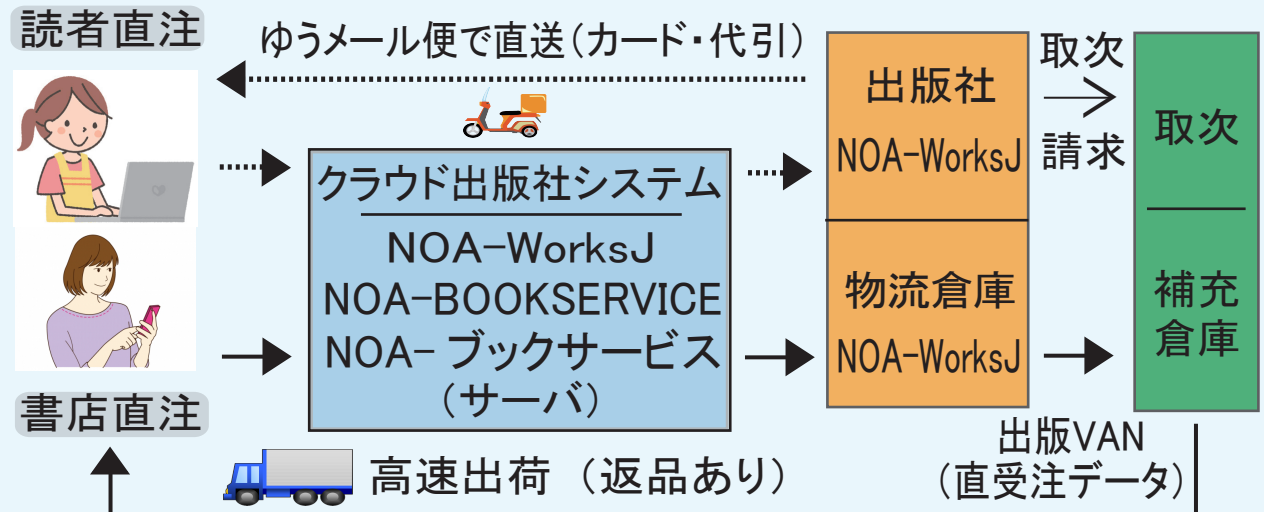 読者直注
ゆうメール便で直送(カード・代引)
クラウド出版社システム
NOA-WorksJ
NOA-BOOKSERVICE
NOA-ブックサービス
(サーバ)
出版社
NOA-WorksJ
取次
請求
取次
物流倉庫
NOA-WorksJ
補充
倉庫
書店直注
高速出荷(返品あり)
出版VAN
(直受注データ)